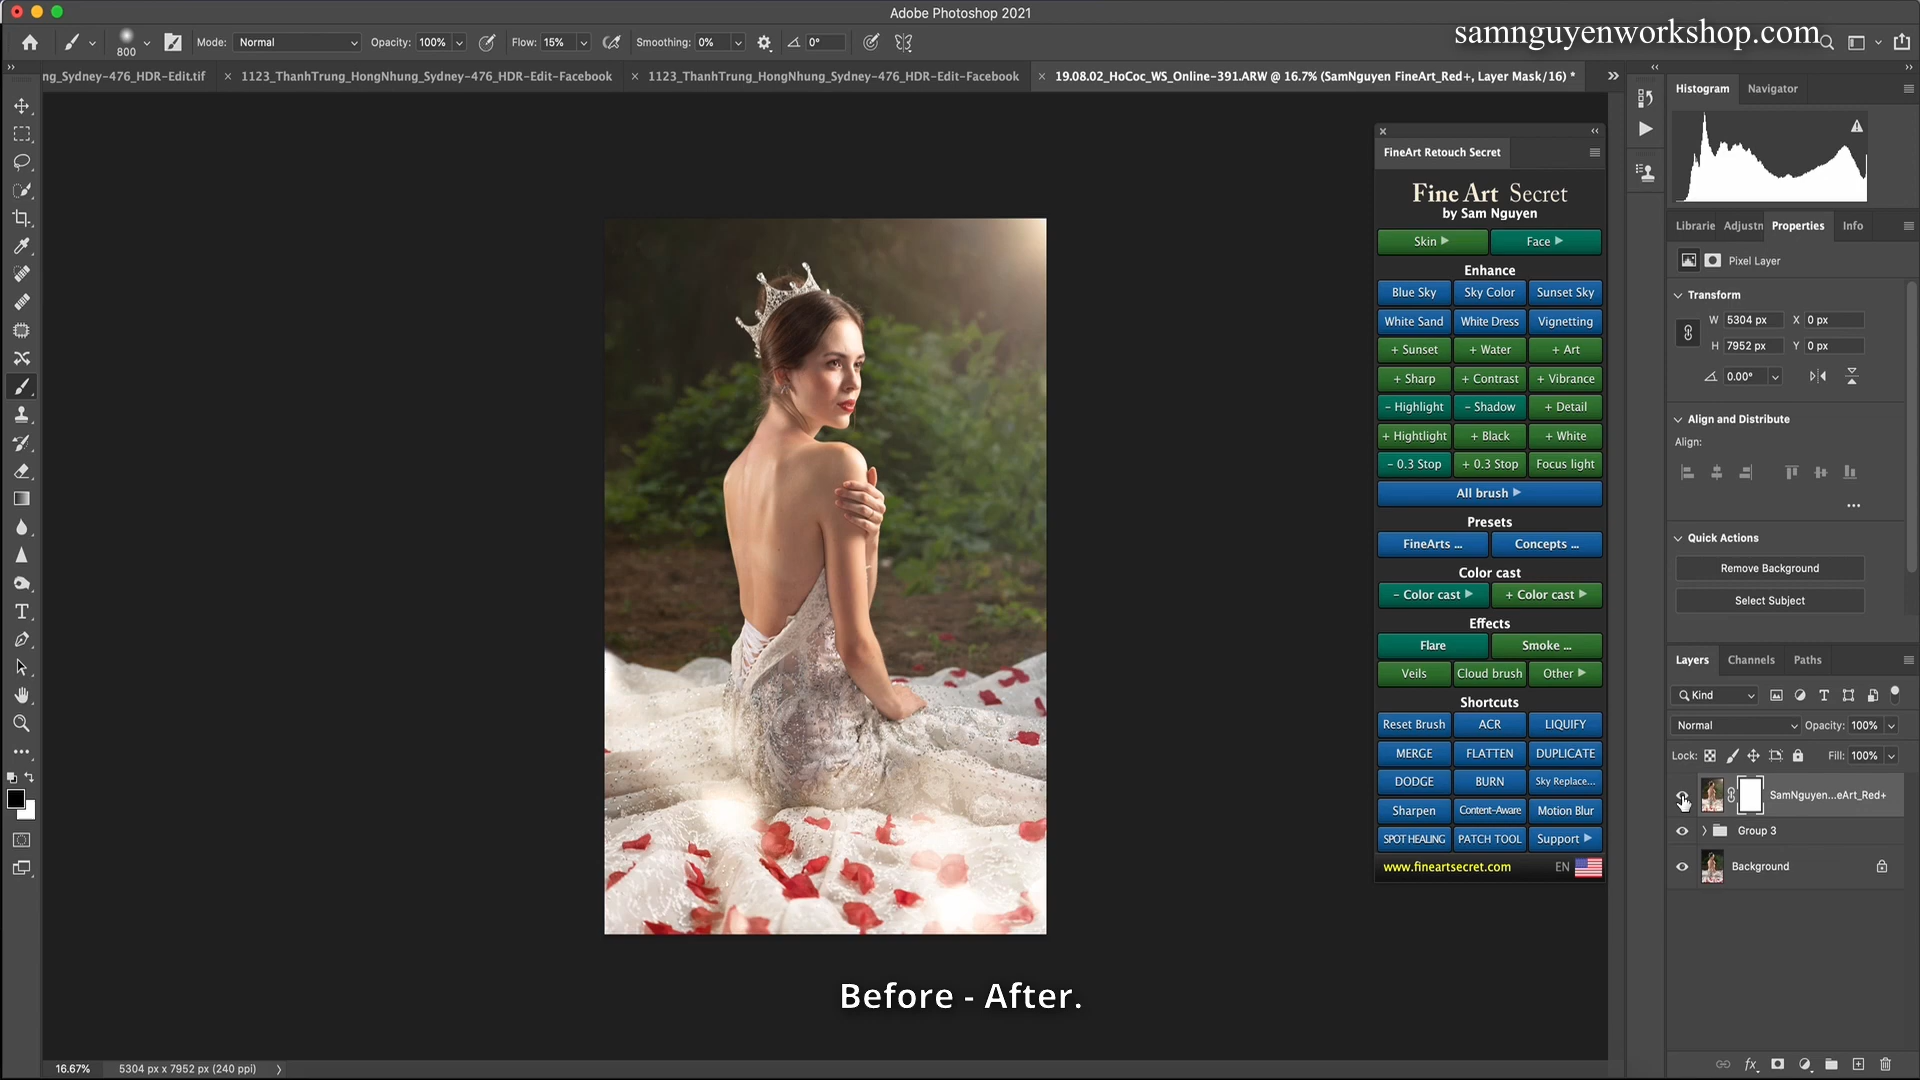 Adobe Photoshop 2021
samnguyenworkshop.com
800
Mode: Normal
Opacity: 100%
Flow: 15%
Smoothing: 0%
0°
ng_Sydney-476_HDR-Edit.tif
1123_ThanhTrung_HongNhung_Sydney-476_HDR-Edit-Facebook
1123_ThanhTrung_HongNhung_Sydney-476_HDR-Edit-Facebook
19.08.02_HoCoc_WS_Online-391.ARW @ 16.7% (SamNguyen FineArt_Red+, Layer Mask/16) *
FineArt Retouch Secret
Fine Art Secret
by Sam Nguyen
Skin
Face
Enhance
Blue Sky
Sky Color
Sunset Sky
White Sand
White Dress
Vignetting
+ Sunset
+ Water
+ Art
+ Sharp
+ Contrast
+ Vibrance
- Highlight
- Shadow
+ Detail
+ Hightlight
+ Black
+ White
- 0.3 Stop
+ 0.3 Stop
Focus light
All brush
Presets
FineArts ...
Concepts ...
Color cast
- Color cast
+ Color cast
Effects
Flare
Smoke ...
Veils
Cloud brush
Other
Shortcuts
Reset Brush
ACR
LIQUIFY
MERGE
FLATTEN
DUPLICATE
DODGE
BURN
Sky Replace...
Sharpen
Content-Aware
Motion Blur
SPOT HEALING
PATCH TOOL
Support
www.fineartsecret.com
EN
Histogram
Navigator
Librarie
Adjustn
Properties
Info
Pixel Layer
Transform
W 5304 px
X 0 px
H 7952 px
Y 0 px
0.00°
Align and Distribute
Align:
Quick Actions
Remove Background
Select Subject
Layers
Channels
Paths
Kind
Normal
Opacity: 100%
Lock:
Fill: 100%
SamNguyen...eArt_Red+
Group 3
Background
Before - After.
16.67%
5304 px x 7952 px (240 ppi)